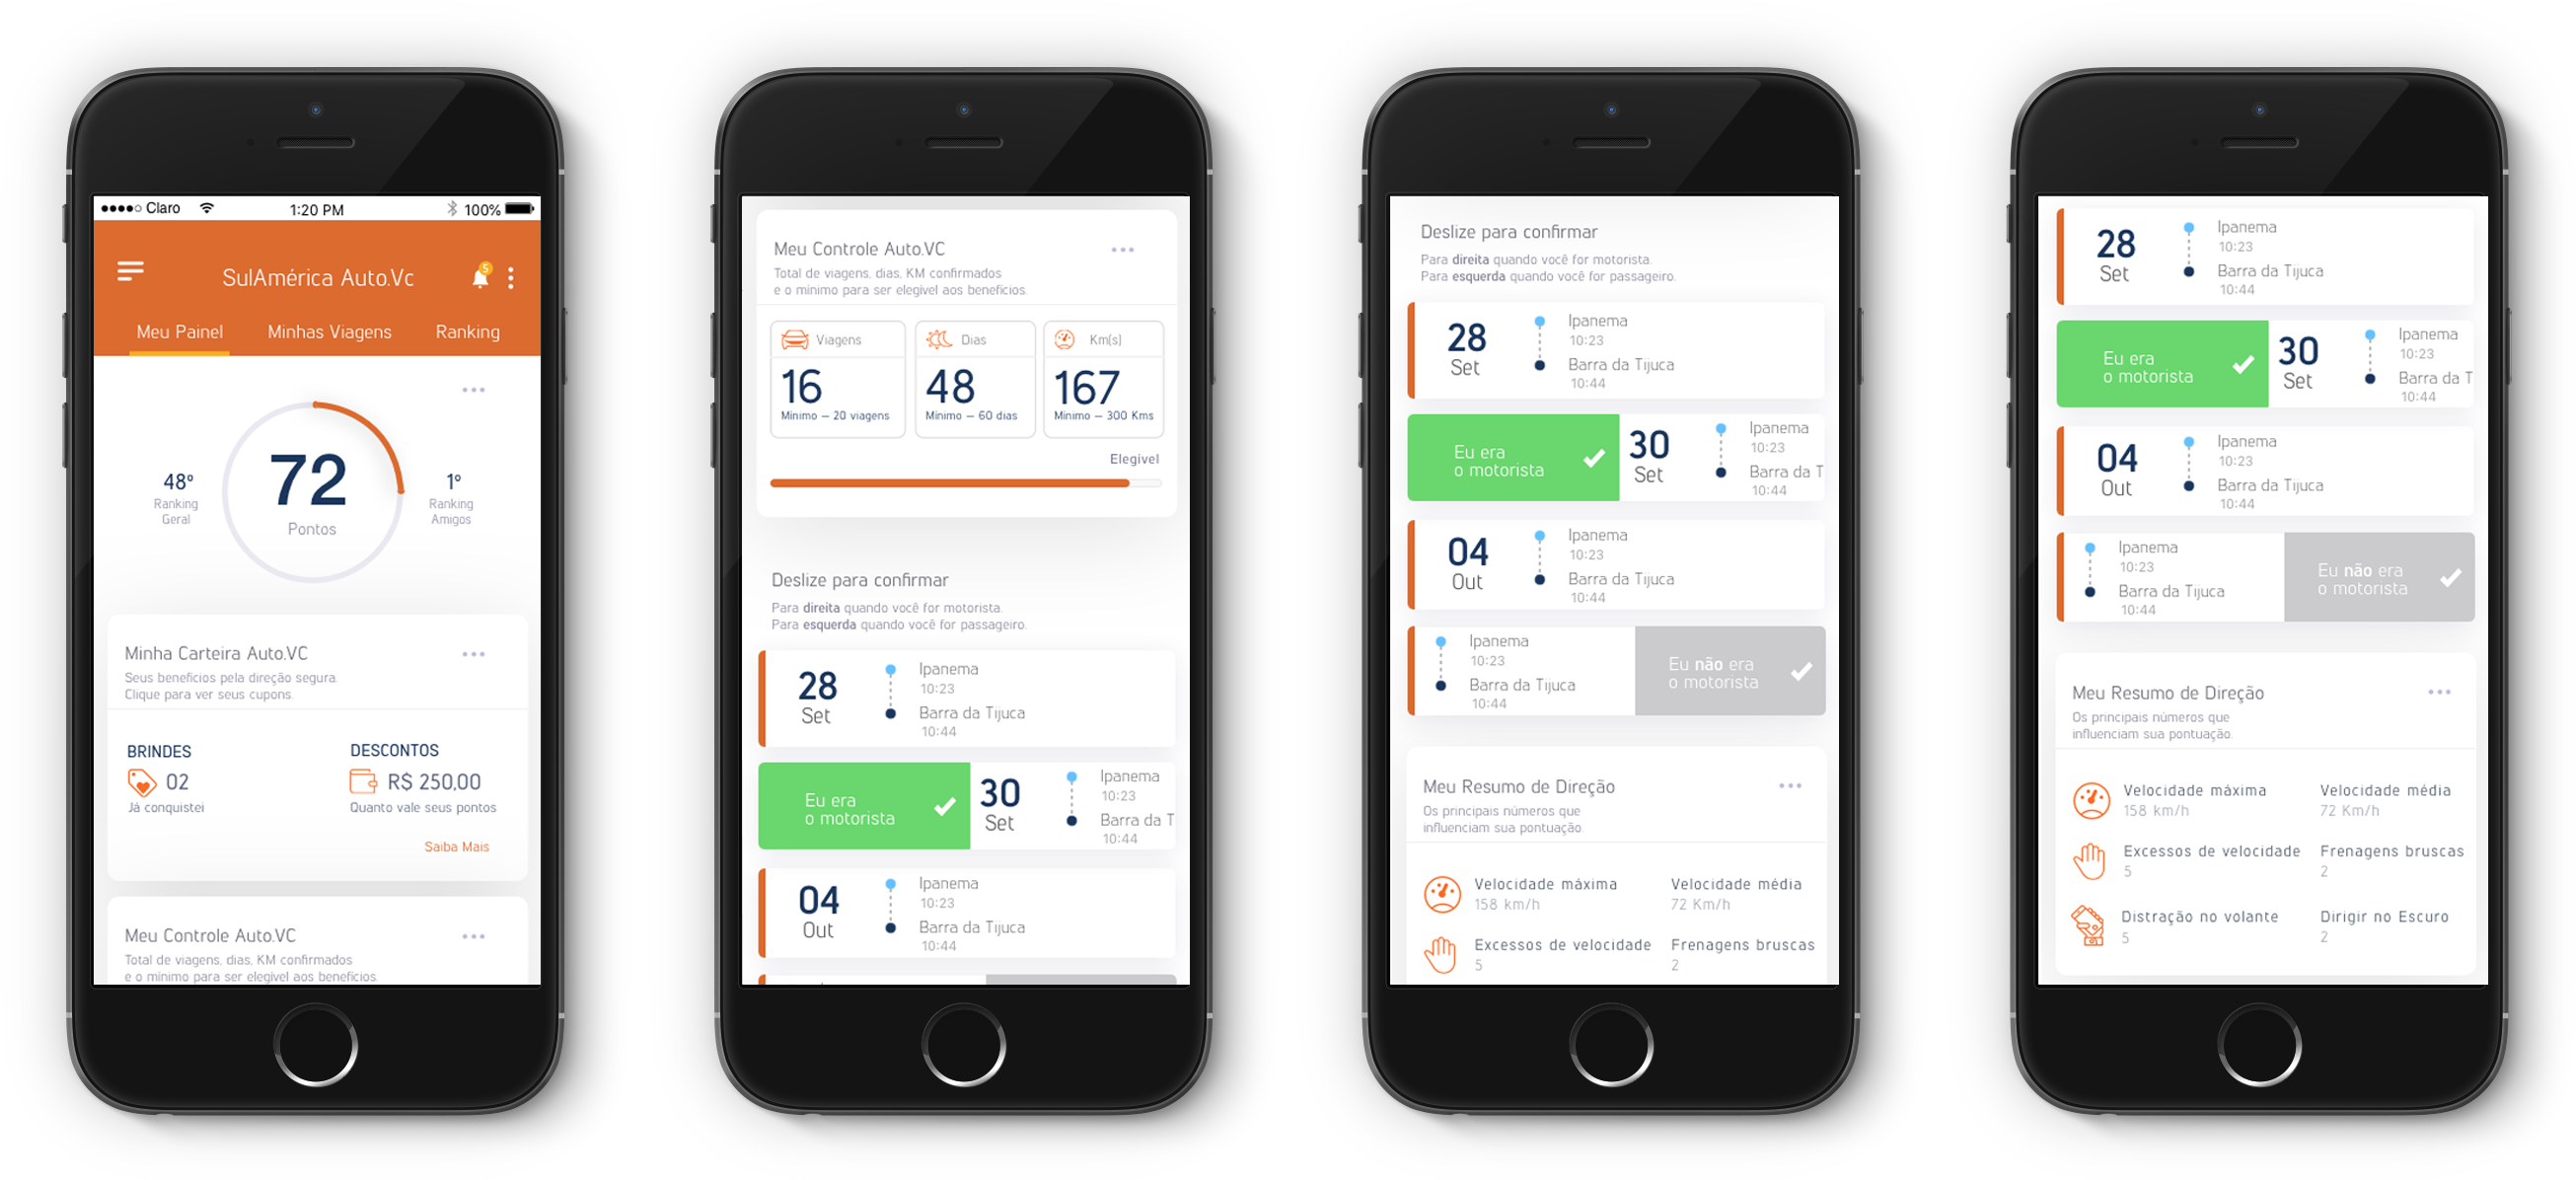 Claro
1:20 PM
100%
SulAmérica Auto.Vc
5
Meu Painel
Minhas Viagens
Ranking
48º
Ranking
Geral
72
Pontos
1º
Ranking
Amigos
Minha Carteira Auto.VC
Seus benefícios pela direção segura.
Clique para ver seus cupons.
BRINDES
02
Já conquistei
DESCONTOS
R$ 250,00
Quanto vale seus pontos
Saiba Mais
Meu Controle Auto.VC
Total de viagens, dias, KM confirmados
e o mínimo para ser elegível aos benefícios.
Meu Controle Auto.VC
Total de viagens, dias, KM confirmados
e o mínimo para ser elegível aos benefícios.
Viagens
16
Mínimo – 20 viagens
Dias
48
Mínimo – 60 dias
Km(s)
167
Mínimo – 300 Kms
Elegível
Deslize para confirmar
Para direita quando você for motorista.
Para esquerda quando você for passageiro.
28
Set
Ipanema
10:23
Barra da Tijuca
10:44
Eu era
o motorista
30
Set
Ipanema
10:23
Barra da T
10:44
04
Out
Ipanema
10:23
Barra da Tijuca
10:44
Deslize para confirmar
Para direita quando você for motorista.
Para esquerda quando você for passageiro.
28
Set
Ipanema
10:23
Barra da Tijuca
10:44
Eu era
o motorista
30
Set
Ipanema
10:23
Barra da T
10:44
04
Out
Ipanema
10:23
Barra da Tijuca
10:44
Ipanema
10:23
Barra da Tijuca
10:44
Eu não era
o motorista
Meu Resumo de Direção
Os principais números que
influenciam sua pontuação.
Velocidade máxima
158 km/h
Velocidade média
72 Km/h
Excessos de velocidade
5
Frenagens bruscas
2
28
Set
Ipanema
10:23
Barra da Tijuca
10:44
Eu era
o motorista
30
Set
Ipanema
10:23
Barra da T
10:44
04
Out
Ipanema
10:23
Barra da Tijuca
10:44
Ipanema
10:23
Barra da Tijuca
10:44
Eu não era
o motorista
Meu Resumo de Direção
Os principais números que
influenciam sua pontuação.
Velocidade máxima
158 km/h
Velocidade média
72 Km/h
Excessos de velocidade
5
Frenagens bruscas
2
Distração no volante
5
Dirigir no Escuro
2